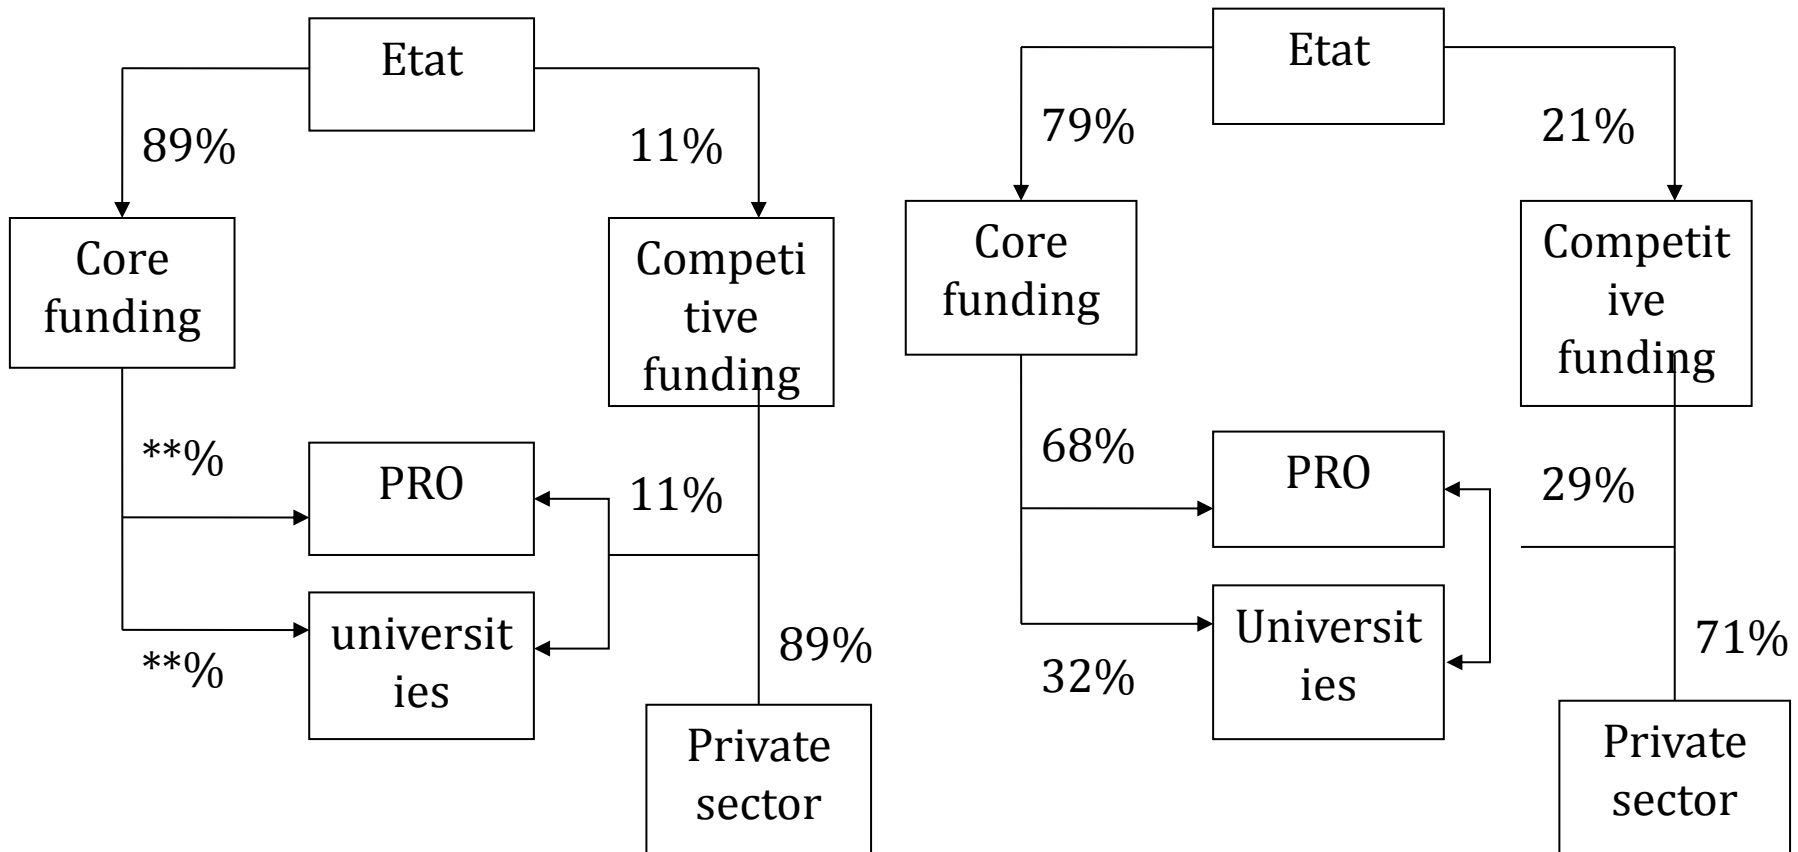 Etat
89%
11%
Core
funding
Competi
tive
funding
**%
PRO
11%
universit
ies
**%
89%
Private
sector
Etat
79%
21%
Core
funding
Competit
ive
funding
68%
PRO
29%
Universit
ies
32%
71%
Private
sector